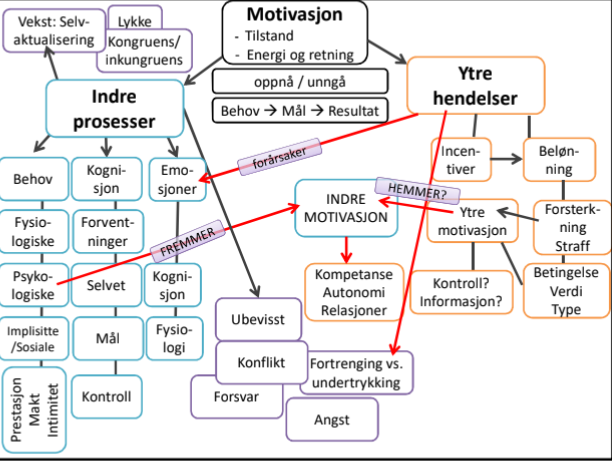 Motivasjon
- Tilstand
- Energi og retning
oppnå / unngå
Behov → Mål → Resultat
Vekst: Selv-
aktualisering
Lykke
Kongruens/
inkungruens
Indre
prosesser
Ytre
hendelser
Behov
Fysio-
logiske
Psyko-
logiske
Implisitte
/Sosiale
Prestasjon
Makt
Intimitet
Kogni-
sjon
Forvent-
ninger
Selvet
Mål
Kontroll
Emo-
sjoner
Kogni-
sjon
Fysio-
logi
forårsaker
FREMMER
HEMMER?
INDRE
MOTIVASJON
Kompetanse
Autonomi
Relasjoner
Ubevisst
Konflikt
Forsvar
Fortrenging vs.
undertrykking
Angst
Incen-
tiver
Beløn-
ning
Ytre
motivasjon
Forsterk-
ning
Straff
Kontroll?
Informasjon?
Betingelse
Verdi
Type